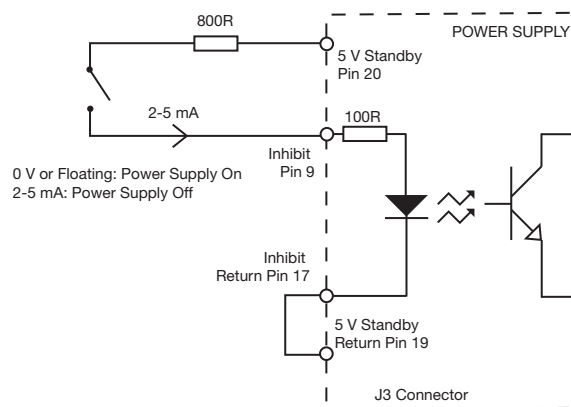 800R
POWER SUPPLY
5 V Standby
Pin 20
2-5 mA
100R
Inhibit
Pin 9
0 V or Floating: Power Supply On
2-5 mA: Power Supply Off
Inhibit
Return Pin 17
5 V Standby
Return Pin 19
J3 Connector